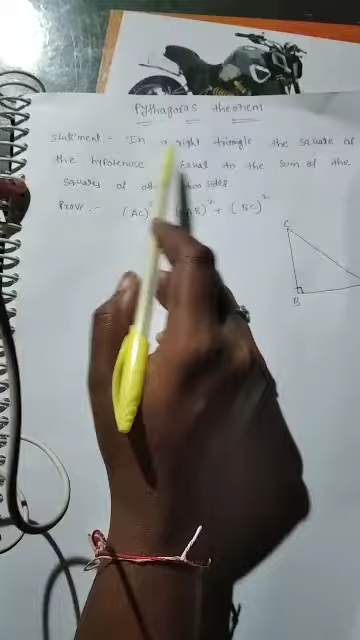 Pythagoras theorem
Statement :- In a right triangle the square of
the hypotenuse equal to the sum of the
squares of other two sides
Prove :- (AC)² = (AB)² + (BC)²
C
B